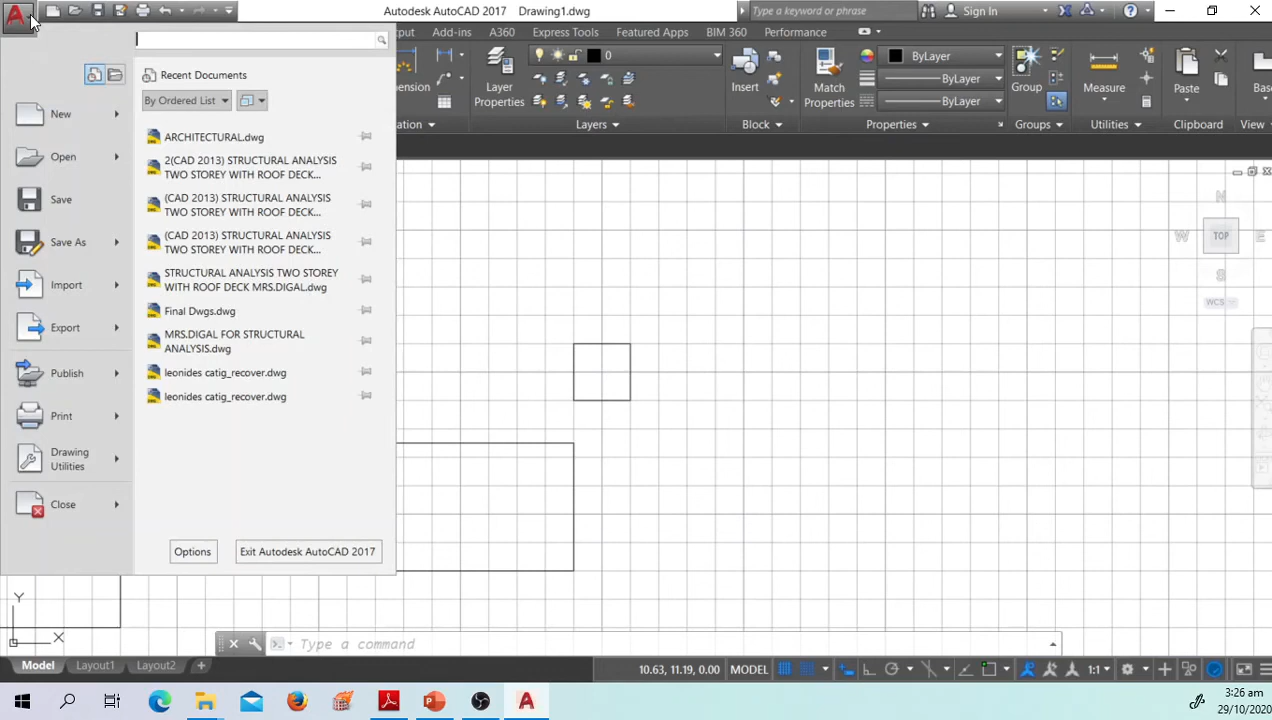 Autodesk AutoCAD 2017 Drawing1.dwg
Type a keyword or phrase
Sign In
Add-ins A360 Express Tools Featured Apps BIM 360 Performance
0
ByLayer
ByLayer
ByLayer
Layer
Properties
Insert
Match
Properties
Group
Measure
Paste
Layers Block Properties Groups Utilities Clipboard View
Recent Documents
By Ordered List
New
Open
Save
Save As
Import
Export
Publish
Print
Drawing
Utilities
Close
ARCHITECTURAL.dwg
2(CAD 2013) STRUCTURAL ANALYSIS
TWO STOREY WITH ROOF DECK...
(CAD 2013) STRUCTURAL ANALYSIS
TWO STOREY WITH ROOF DECK...
(CAD 2013) STRUCTURAL ANALYSIS
TWO STOREY WITH ROOF DECK...
STRUCTURAL ANALYSIS TWO STOREY
WITH ROOF DECK MRS.DIGAL.dwg
Final Dwgs.dwg
MRS.DIGAL FOR STRUCTURAL
ANALYSIS.dwg
leonides catig_recover.dwg
leonides catig_recover.dwg
Options
Exit Autodesk AutoCAD 2017
N
W TOP E
S
WCS
Y
X
Type a command
Model Layout1 Layout2
10.63, 11.19, 0.00 MODEL
1:1
3:26 am
29/10/2020